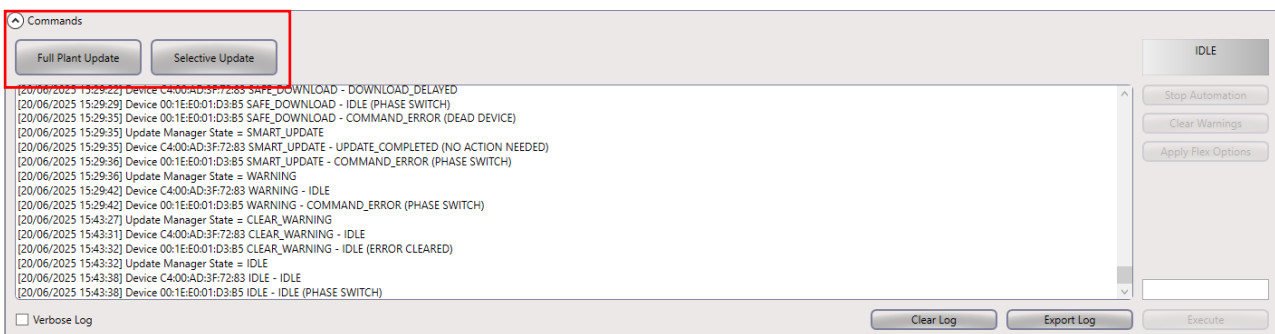 Commands
Full Plant Update
Selective Update
IDLE
[20/06/2025 15:29:22] Device C4:00:AD:3F:72:83 SAFE_DOWNLOAD - DOWNLOAD_DELAYED
[20/06/2025 15:29:29] Device 00:1E:E0:01:D3:B5 SAFE_DOWNLOAD - IDLE (PHASE SWITCH)
[20/06/2025 15:29:35] Device 00:1E:E0:01:D3:B5 SAFE_DOWNLOAD - COMMAND_ERROR (DEAD DEVICE)
[20/06/2025 15:29:35] Update Manager State = SMART_UPDATE
[20/06/2025 15:29:35] Device C4:00:AD:3F:72:83 SMART_UPDATE - UPDATE_COMPLETED (NO ACTION NEEDED)
[20/06/2025 15:29:36] Device 00:1E:E0:01:D3:B5 SMART_UPDATE - COMMAND_ERROR (PHASE SWITCH)
[20/06/2025 15:29:36] Update Manager State = WARNING
[20/06/2025 15:29:42] Device C4:00:AD:3F:72:83 WARNING - IDLE
[20/06/2025 15:29:42] Device 00:1E:E0:01:D3:B5 WARNING - COMMAND_ERROR (PHASE SWITCH)
[20/06/2025 15:43:27] Update Manager State = CLEAR_WARNING
[20/06/2025 15:43:31] Device C4:00:AD:3F:72:83 CLEAR_WARNING - IDLE
[20/06/2025 15:43:32] Device 00:1E:E0:01:D3:B5 CLEAR_WARNING - IDLE (ERROR CLEARED)
[20/06/2025 15:43:32] Update Manager State = IDLE
[20/06/2025 15:43:38] Device C4:00:AD:3F:72:83 IDLE - IDLE
[20/06/2025 15:43:38] Device 00:1E:E0:01:D3:B5 IDLE - IDLE (PHASE SWITCH)
Stop Automation
Clear Warnings
Apply Flex Options
Verbose Log
Clear Log
Export Log
Execute